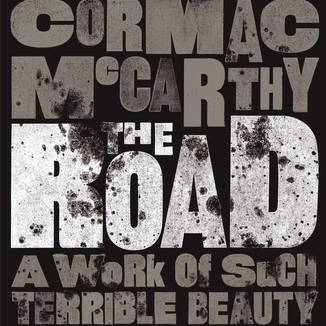 CORMAC
McCARTHY
THE
ROAD
A WoRk Of SuCH
TERRIBLE BEAUTY